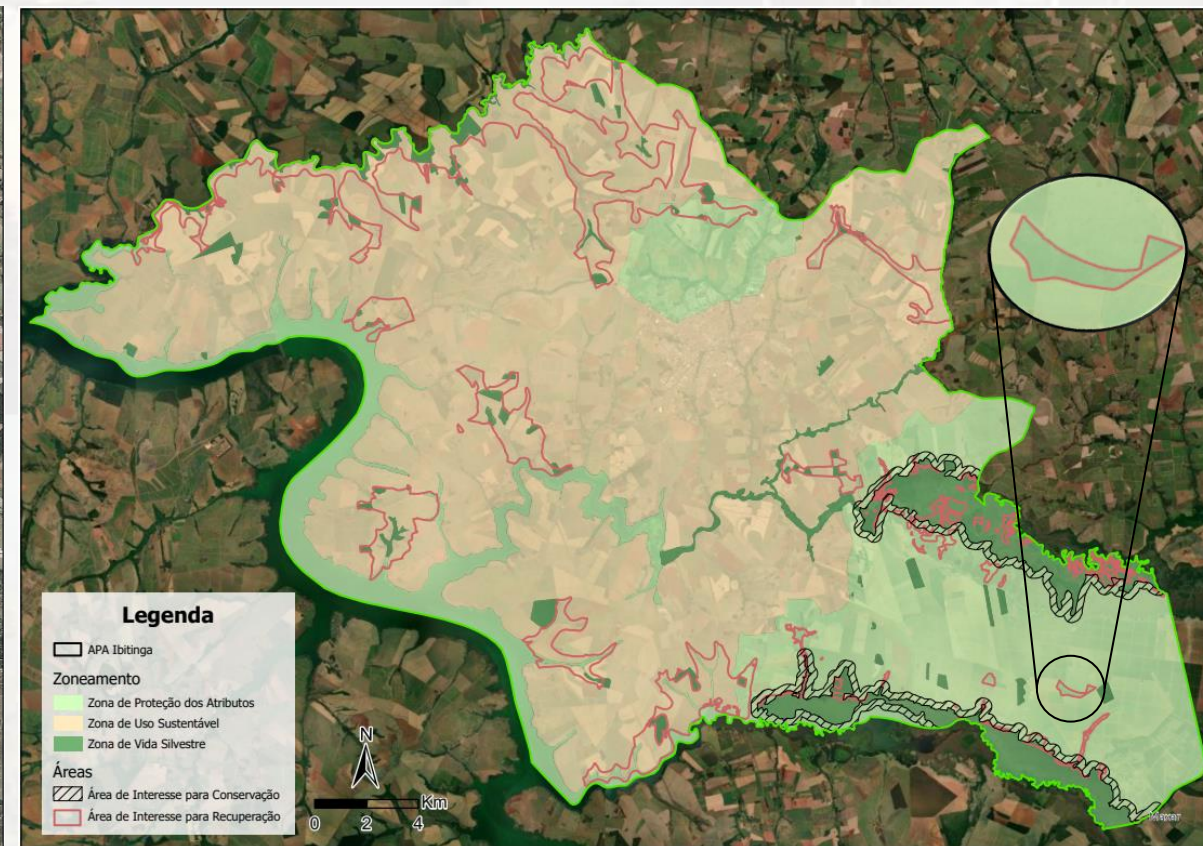 Legenda
APA Ibitinga
Zoneamento
Zona de Proteção dos Atributos
Zona de Uso Sustentável
Zona de Vida Silvestre
Áreas
Área de Interesse para Conservação
Área de Interesse para Recuperação
N
Km
0 2 4